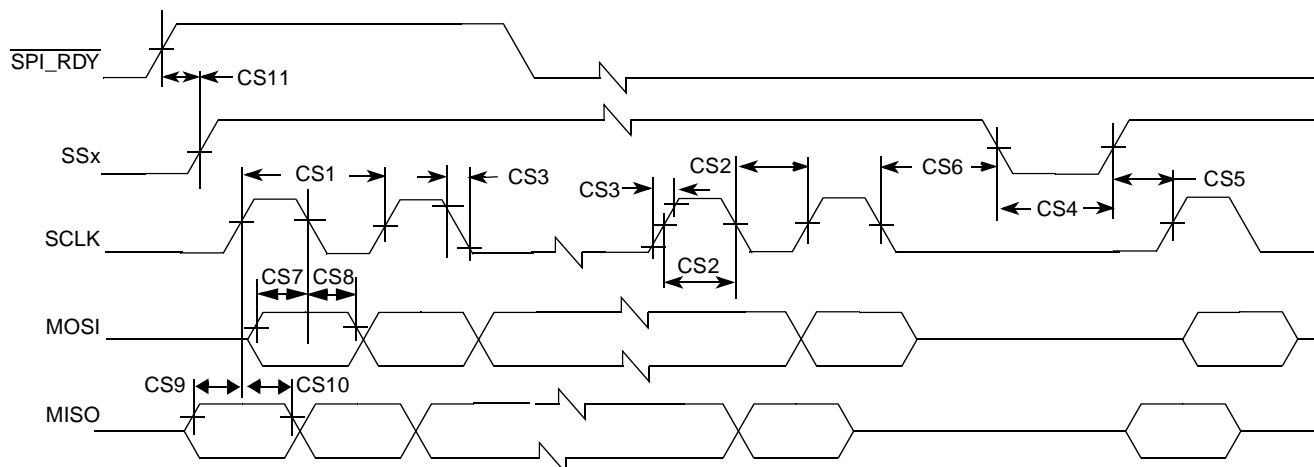 SPI_RDY
CS11
SSx
CS1
CS3
CS3
CS2
CS6
CS5
CS4
SCLK
CS2
CS7
CS8
MOSI
CS9
CS10
MISO